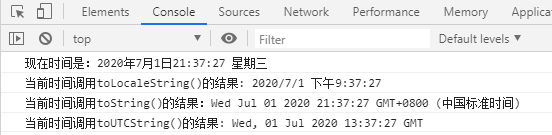 Elements Console Sources Network Performance Memory Applicatio
top Filter Default levels ▼
现在时间是：2020年7月1日21:37:27 星期三
当前时间调用toLocaleString()的结果：2020/7/1 下午9:37:27
当前时间调用toString()的结果：Wed Jul 01 2020 21:37:27 GMT+0800 (中国标准时间)
当前时间调用toUTCString()的结果：Wed, 01 Jul 2020 13:37:27 GMT